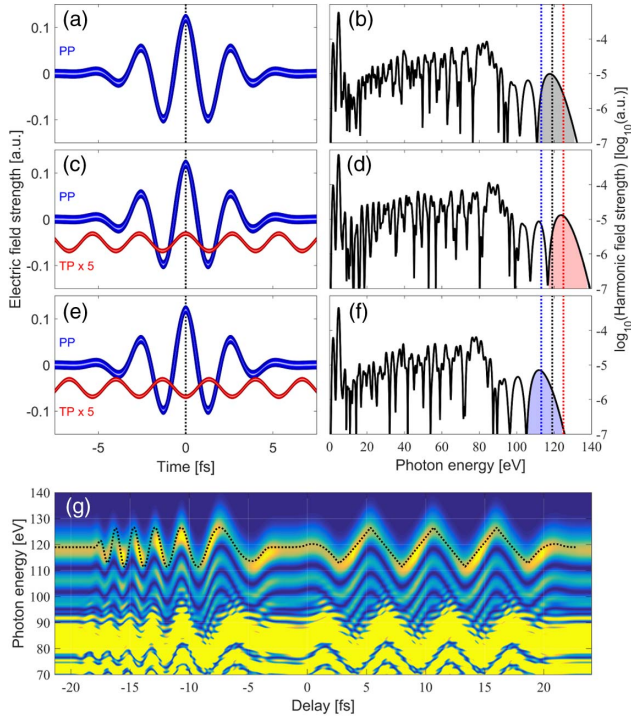 (a)
PP
0.1
0
-0.1
(b)
-4
-5
-6
-7
(c)
PP
TP x 5
0.1
0
-0.1
(d)
-4
-5
-6
-7
(e)
PP
TP x 5
0.1
0
-0.1
(f)
-4
-5
-6
-7
Electric field strength [a.u.]
log10(Harmonic field strength) [log10(a.u.)]
-5 0 5
Time [fs]
0 20 40 60 80 100 120 140
Photon energy [eV]
(g)
140
130
120
110
100
90
80
70
Photon energy [eV]
-20 -15 -10 -5 0 5 10 15 20
Delay [fs]